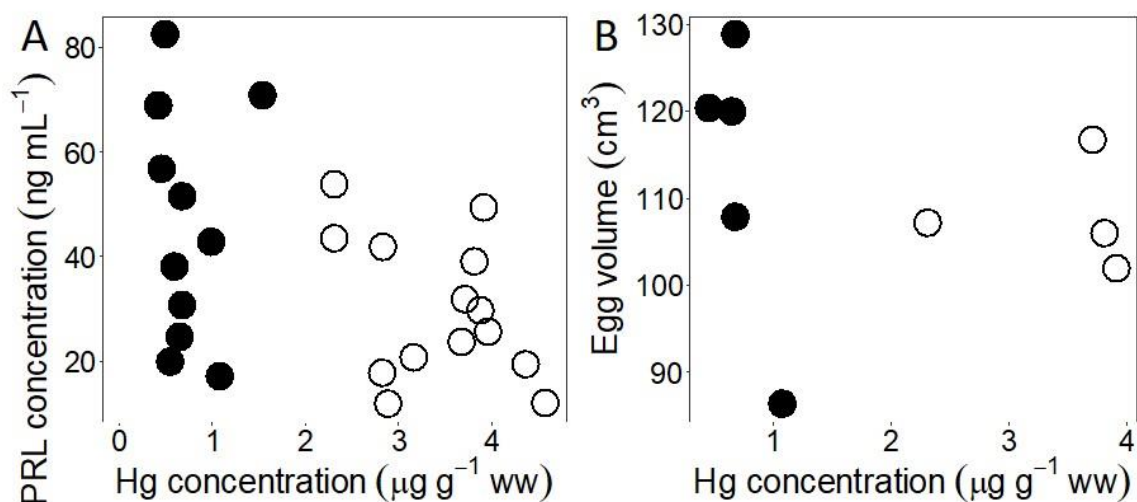 A
PRL concentration (ng mL⁻¹)
80
60
40
20
0 1 2 3 4
Hg concentration (μg g⁻¹ ww)
B
Egg volume (cm³)
130
120
110
100
90
1 2 3 4
Hg concentration (μg g⁻¹ ww)